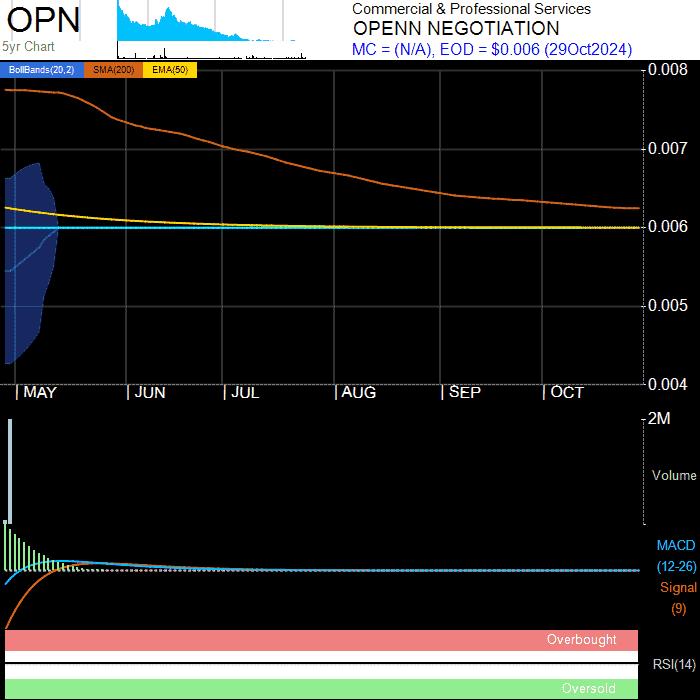 OPN
5yr Chart
Commercial & Professional Services
OPENN NEGOTIATION
MC = (N/A), EOD = $0.006 (29Oct2024)
BollBands(20,2) SMA(200) EMA(50)
0.008
0.007
0.006
0.005
0.004
MAY JUN JUL AUG SEP OCT
2M
Volume
MACD
(12-26)
Signal
(9)
Overbought
RSI(14)
Oversold